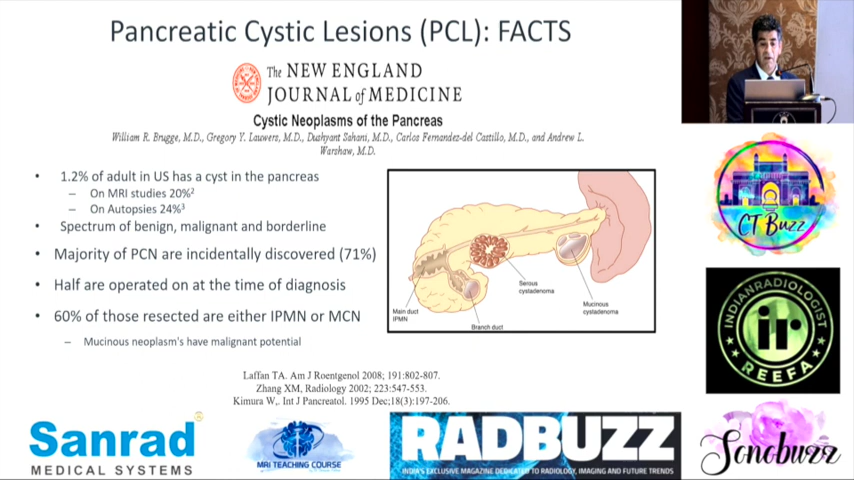 Pancreatic Cystic Lesions (PCL): FACTS
The NEW ENGLAND
JOURNAL of MEDICINE
Cystic Neoplasms of the Pancreas
William R. Brugge, M.D., Gregory Y. Lauwers, M.D., Dushyant Sahani, M.D., Carlos Fernandez-del Castillo, M.D., and Andrew L.
Warshaw, M.D.
• 1.2% of adult in US has a cyst in the pancreas
– On MRI studies 20%²
– On Autopsies 24%³
• Spectrum of benign, malignant and borderline
• Majority of PCN are incidentally discovered (71%)
• Half are operated on at the time of diagnosis
• 60% of those resected are either IPMN or MCN
– Mucinous neoplasm's have malignant potential
Main duct
IPMN
Branch duct
Serous
cystadenoma
Mucinous
cystadenoma
Laffan TA. Am J Roentgenol 2008; 191:802-807.
Zhang XM, Radiology 2002; 223:547-553.
Kimura W,. Int J Pancreatol. 1995 Dec;18(3):197-206.
CT Buzz
INDIANRADIOLOGIST
ir
REEFA
Sanrad
MEDICAL SYSTEMS
MRI TEACHING COURSE
RADBUZZ
INDIA'S EXCLUSIVE MAGAZINE DEDICATED TO RADIOLOGY, IMAGING AND FUTURE TRENDS
Sonobuzz